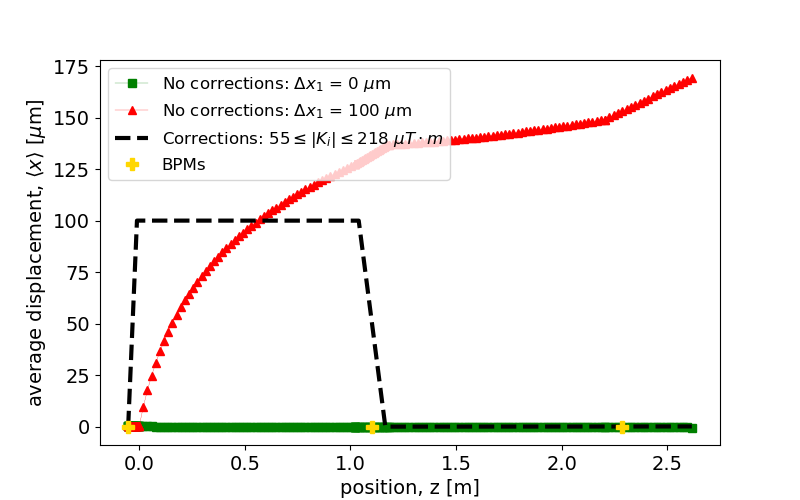 175
150
125
100
75
50
25
0
average displacement, ⟨x⟩ [μm]
No corrections: Δx₁ = 0 μm
No corrections: Δx₁ = 100 μm
Corrections: 55 ≤ |Kᵢ| ≤ 218 μT · m
BPMs
0.0 0.5 1.0 1.5 2.0 2.5
position, z [m]